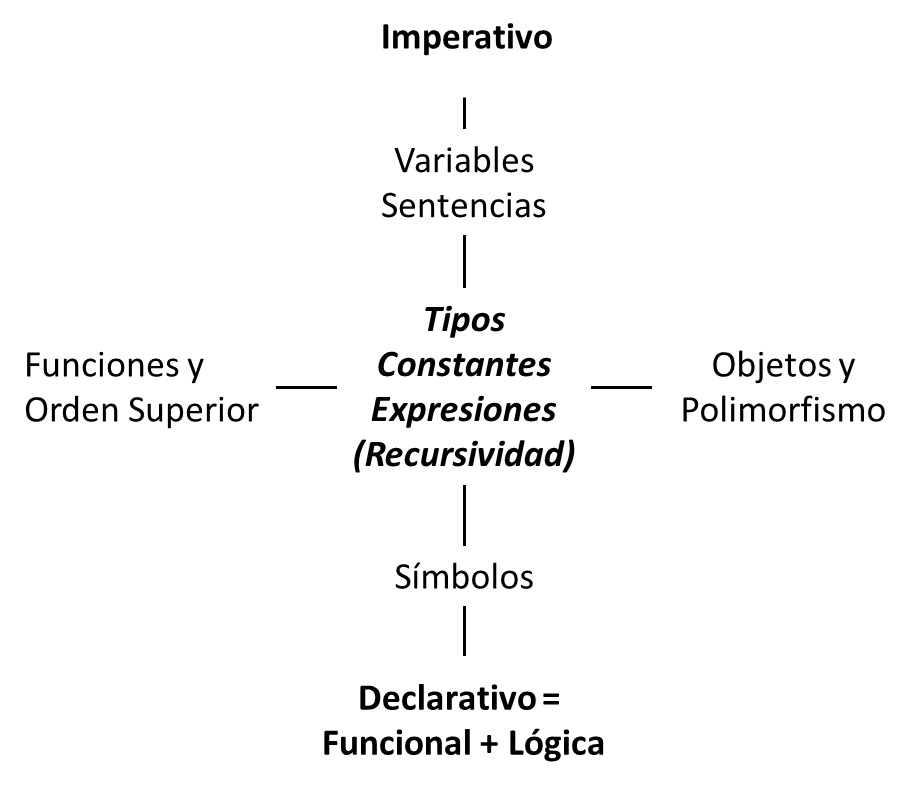 Imperativo
Variables
Sentencias
Tipos
Constantes
Expresiones
(Recursividad)
Funciones y
Orden Superior
Objetos y
Polimorfismo
Símbolos
Declarativo =
Funcional + Lógica